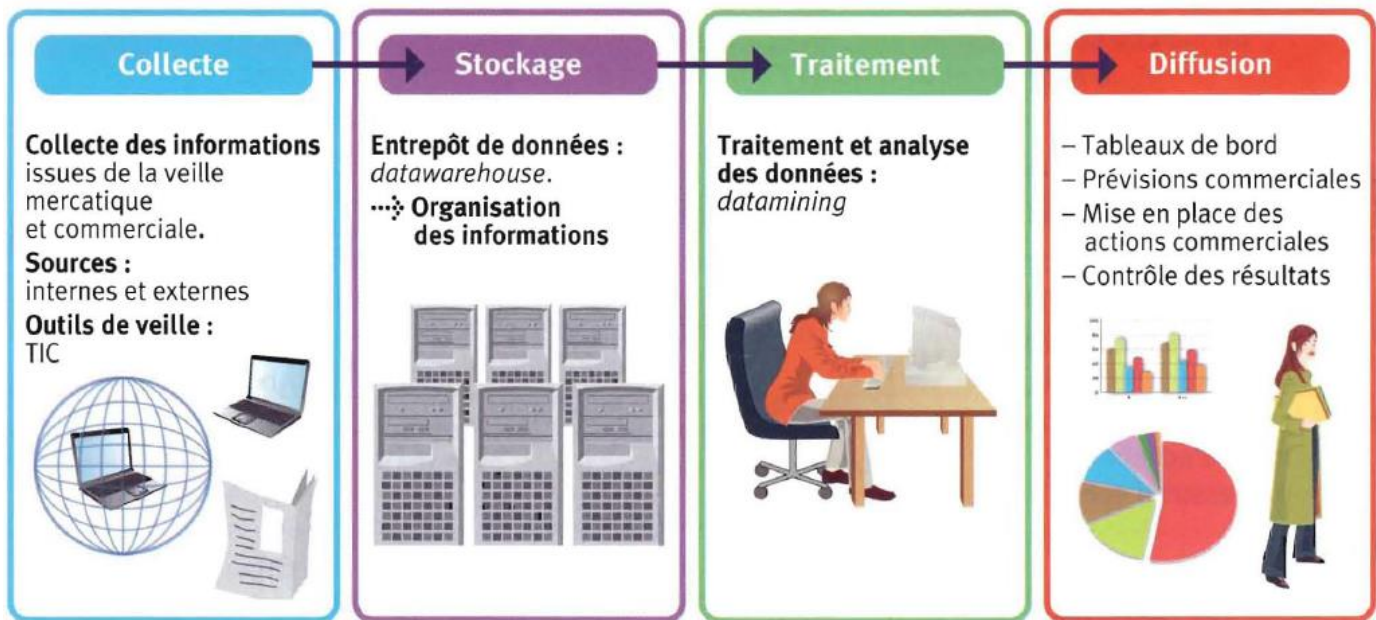 Collecte
Collecte des informations
issues de la veille
mercatique
et commerciale.
Sources :
internes et externes
Outils de veille :
TIC
Stockage
Entrepôt de données :
datawarehouse.
Organisation
des informations
Traitement
Traitement et analyse
des données :
datamining
Diffusion
– Tableaux de bord
– Prévisions commerciales
– Mise en place des
actions commerciales
– Contrôle des résultats